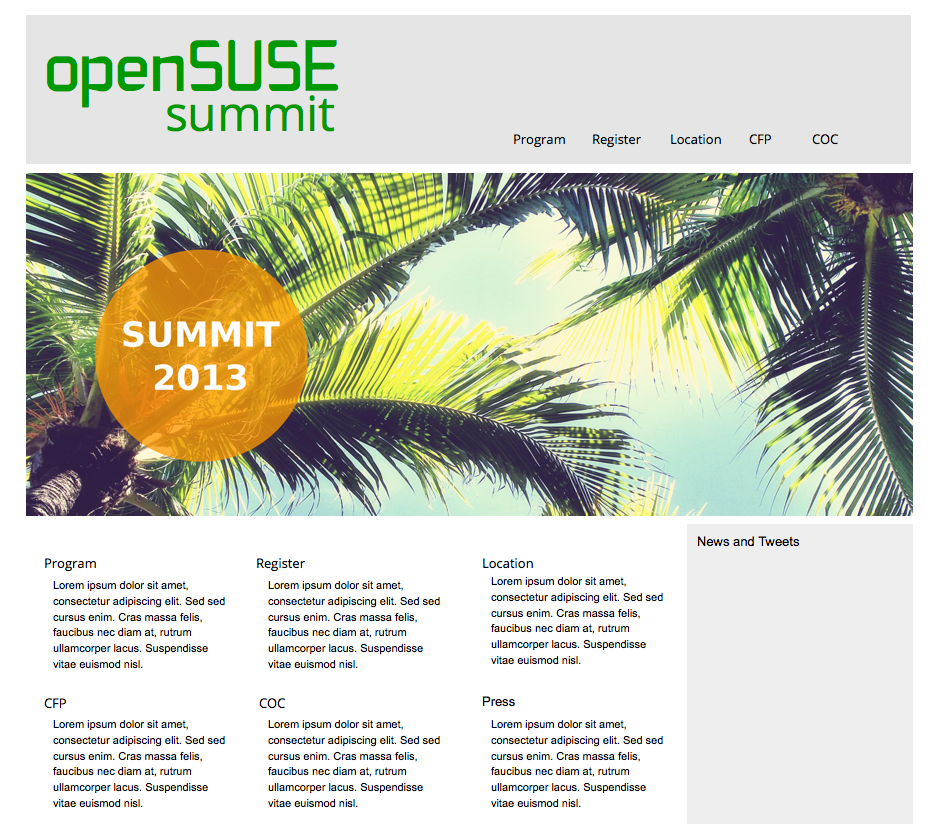 openSUSE
summit
Program Register Location CFP COC
SUMMIT
2013
News and Tweets
Program
Lorem ipsum dolor sit amet,
consectetur adipiscing elit. Sed sed
cursus enim. Cras massa felis,
faucibus nec diam at, rutrum
ullamcorper lacus. Suspendisse
vitae euismod nisl.
Register
Lorem ipsum dolor sit amet,
consectetur adipiscing elit. Sed sed
cursus enim. Cras massa felis,
faucibus nec diam at, rutrum
ullamcorper lacus. Suspendisse
vitae euismod nisl.
Location
Lorem ipsum dolor sit amet,
consectetur adipiscing elit. Sed sed
cursus enim. Cras massa felis,
faucibus nec diam at, rutrum
ullamcorper lacus. Suspendisse
vitae euismod nisl.
CFP
Lorem ipsum dolor sit amet,
consectetur adipiscing elit. Sed sed
cursus enim. Cras massa felis,
faucibus nec diam at, rutrum
ullamcorper lacus. Suspendisse
vitae euismod nisl.
COC
Lorem ipsum dolor sit amet,
consectetur adipiscing elit. Sed sed
cursus enim. Cras massa felis,
faucibus nec diam at, rutrum
ullamcorper lacus. Suspendisse
vitae euismod nisl.
Press
Lorem ipsum dolor sit amet,
consectetur adipiscing elit. Sed sed
cursus enim. Cras massa felis,
faucibus nec diam at, rutrum
ullamcorper lacus. Suspendisse
vitae euismod nisl.